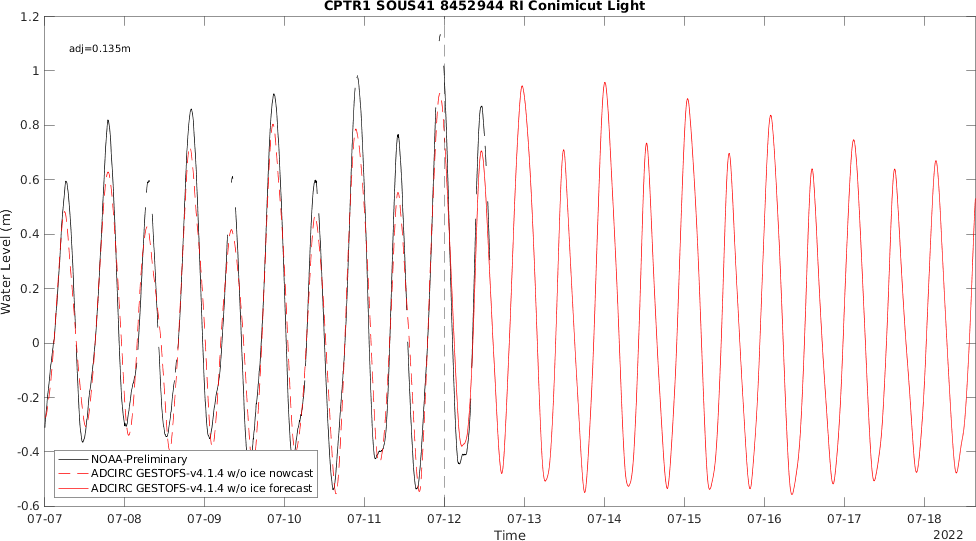 CPTR1 SOUS41 8452944 RI Conimicut Light
1.2
adj=0.135m
1
0.8
0.6
0.4
Water Level (m)
0.2
0
-0.2
-0.4
NOAA-Preliminary
ADCIRC GESTOFS-v4.1.4 w/o ice nowcast
ADCIRC GESTOFS-v4.1.4 w/o ice forecast
-0.6
07-07 07-08 07-09 07-10 07-11 07-12 07-13 07-14 07-15 07-16 07-17 07-18
Time
2022